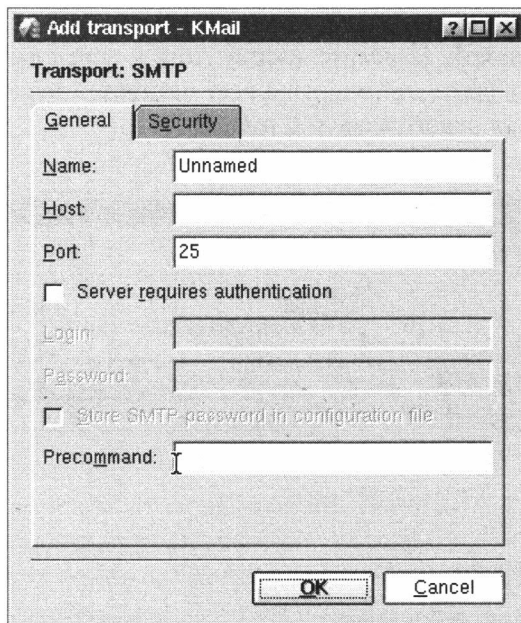 Add transport - KMail
Transport: SMTP
General Security
Name: Unnamed
Host:
Port: 25
Server requires authentication
Login:
Password:
Store SMTP password in configuration file
Precommand:
OK Cancel